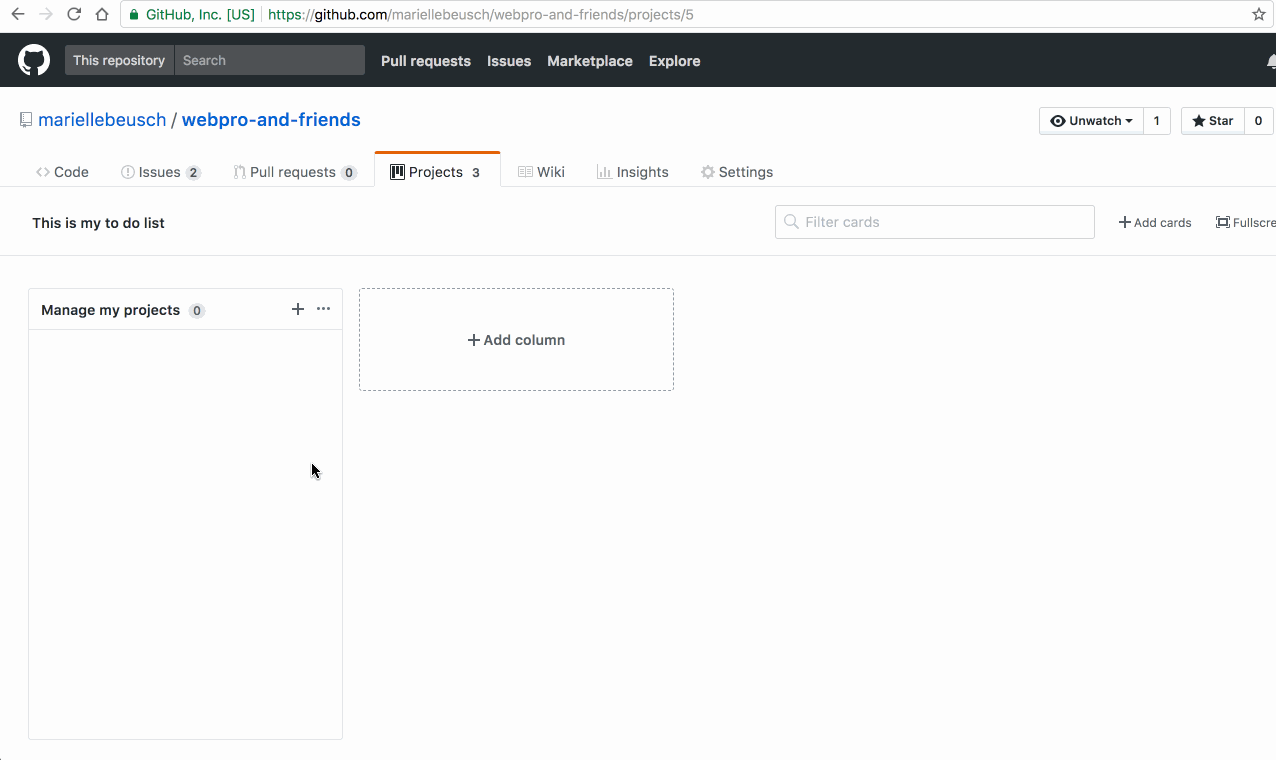 GitHub, Inc. [US] https://github.com/mariellebeusch/webpro-and-friends/projects/5
This repository Search Pull requests Issues Marketplace Explore
mariellebeusch / webpro-and-friends Unwatch 1 Star 0
Code Issues 2 Pull requests 0 Projects 3 Wiki Insights Settings
This is my to do list Filter cards Add cards Fullscre
Manage my projects 0
Add column